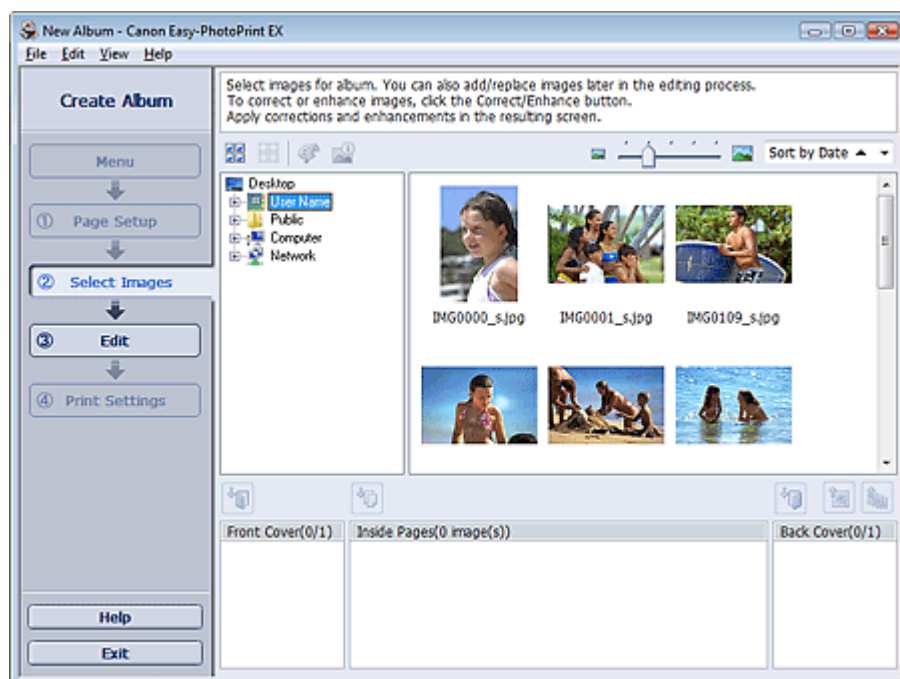 New Album - Canon Easy-PhotoPrint EX
File Edit View Help
Create Album
Select images for album. You can also add/replace images later in the editing process.
To correct or enhance images, click the Correct/Enhance button.
Apply corrections and enhancements in the resulting screen.
Menu
① Page Setup
② Select Images
③ Edit
④ Print Settings
Help
Exit
Sort by Date
Desktop
User Name
Public
Computer
Network
IMG0000_s.jpg IMG0001_s.jpg IMG0109_s.jpg
Front Cover(0/1) Inside Pages(0 image(s)) Back Cover(0/1)